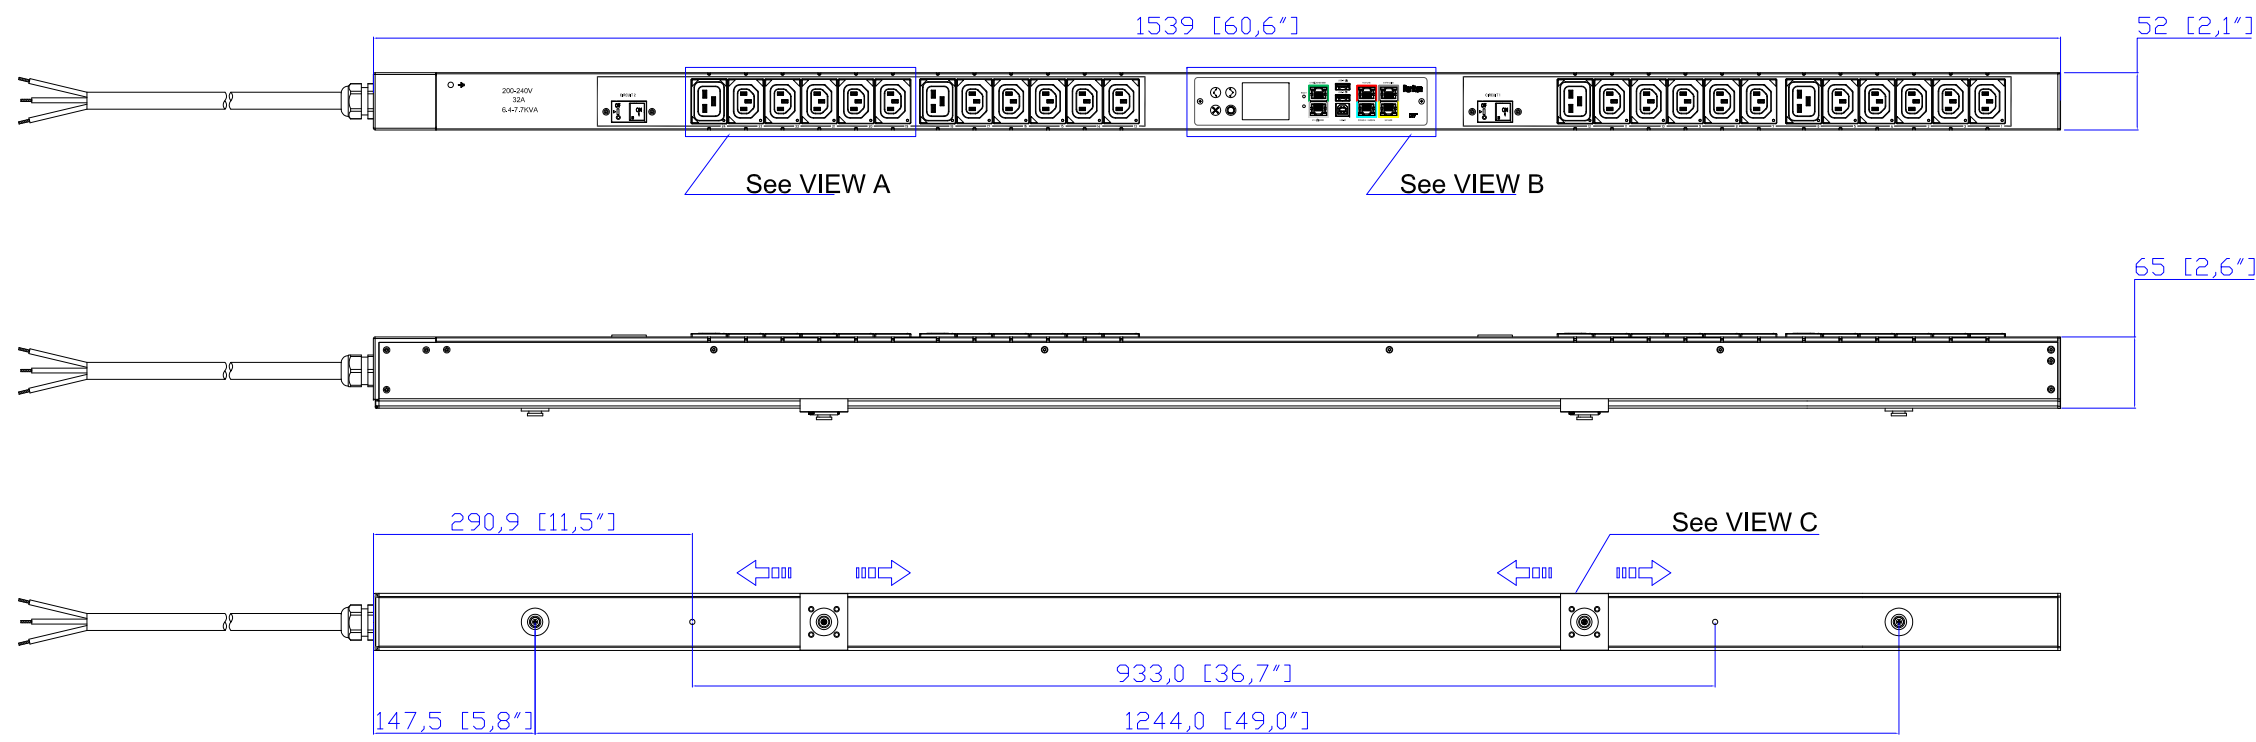 1539 [60,6"]
52 [2,1"]
200-240V
32A
6.4-7.7KVA
See VIEW A
See VIEW B
65 [2,6"]
290,9 [11,5"]
See VIEW C
933,0 [36,7"]
147,5 [5,8"]
1244,0 [49,0"]